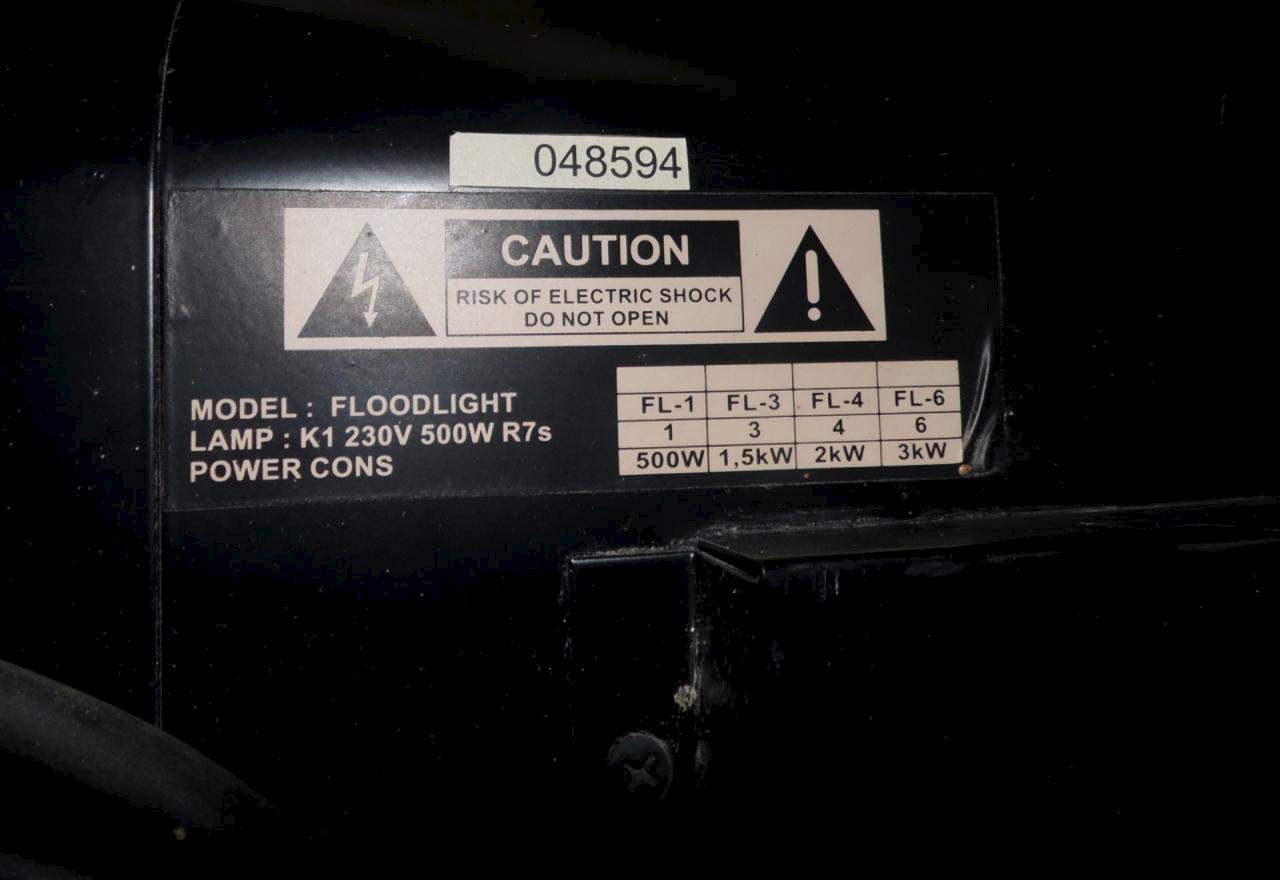 048594
CAUTION
RISK OF ELECTRIC SHOCK
DO NOT OPEN
MODEL : FLOODLIGHT
LAMP : K1 230V 500W R7s
POWER CONS
FL-1 FL-3 FL-4 FL-6
1 3 4 6
500W 1,5kW 2kW 3kW